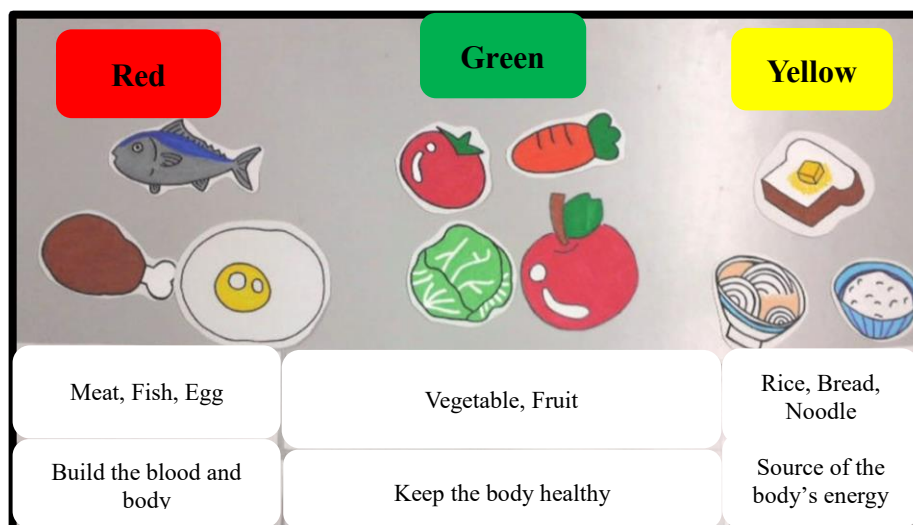 Red
Green
Yellow
Meat, Fish, Egg
Vegetable, Fruit
Rice, Bread,
Noodle
Build the blood and
body
Keep the body healthy
Source of the
body’s energy